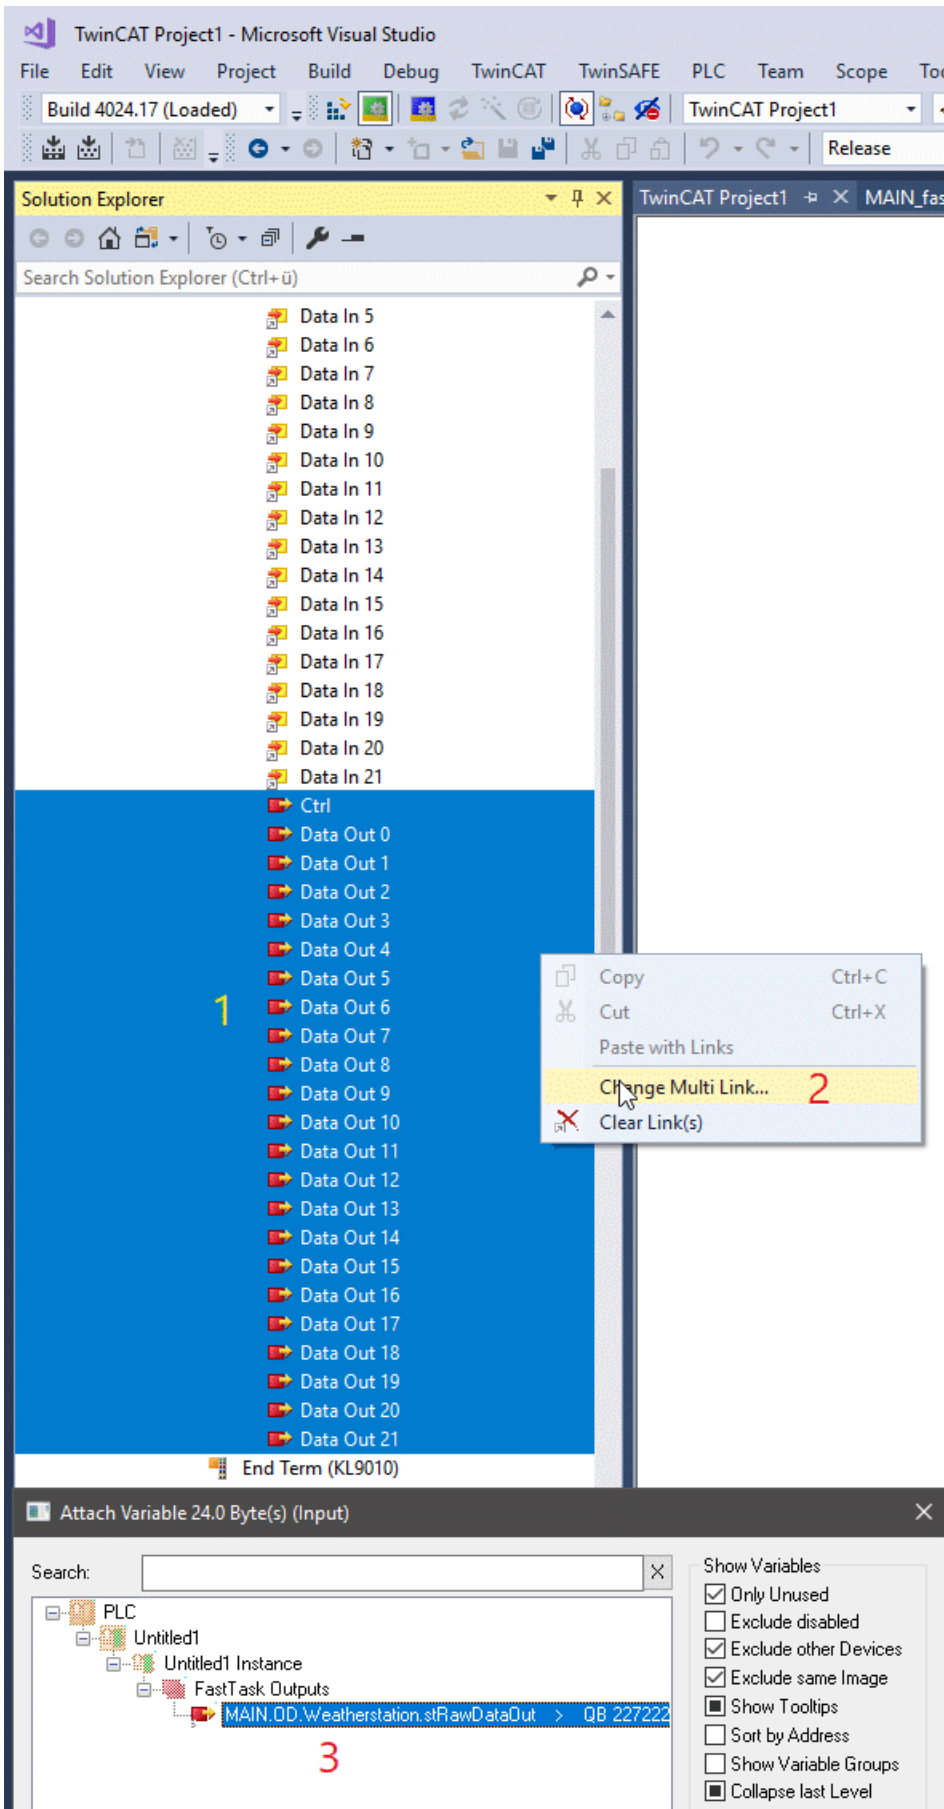 TwinCAT Project1 - Microsoft Visual Studio
File Edit View Project Build Debug TwinCAT TwinSAFE PLC Team Scope
Build 4024.17 (Loaded) TwinCAT Project1
Release
Solution Explorer
TwinCAT Project1 MAIN_fas
Search Solution Explorer (Ctrl+ü)
Data In 5
Data In 6
Data In 7
Data In 8
Data In 9
Data In 10
Data In 11
Data In 12
Data In 13
Data In 14
Data In 15
Data In 16
Data In 17
Data In 18
Data In 19
Data In 20
Data In 21
Ctrl
Data Out 0
Data Out 1
Data Out 2
Data Out 3
Data Out 4
Data Out 5
Data Out 6
Data Out 7
Data Out 8
Data Out 9
Data Out 10
Data Out 11
Data Out 12
Data Out 13
Data Out 14
Data Out 15
Data Out 16
Data Out 17
Data Out 18
Data Out 19
Data Out 20
Data Out 21
End Term (KL9010)
1
Copy Ctrl+C
Cut Ctrl+X
Paste with Links
Change Multi Link... 2
Clear Link(s)
Attach Variable 24.0 Byte(s) (Input)
Search:
PLC
Untitled1
Untitled1 Instance
FastTask Outputs
MAIN.OD.Weatherstation.stRawDataOut > QB 227222
3
Show Variables
Only Unused
Exclude disabled
Exclude other Devices
Exclude same Image
Show Tooltips
Sort by Address
Show Variable Groups
Collapse last Level